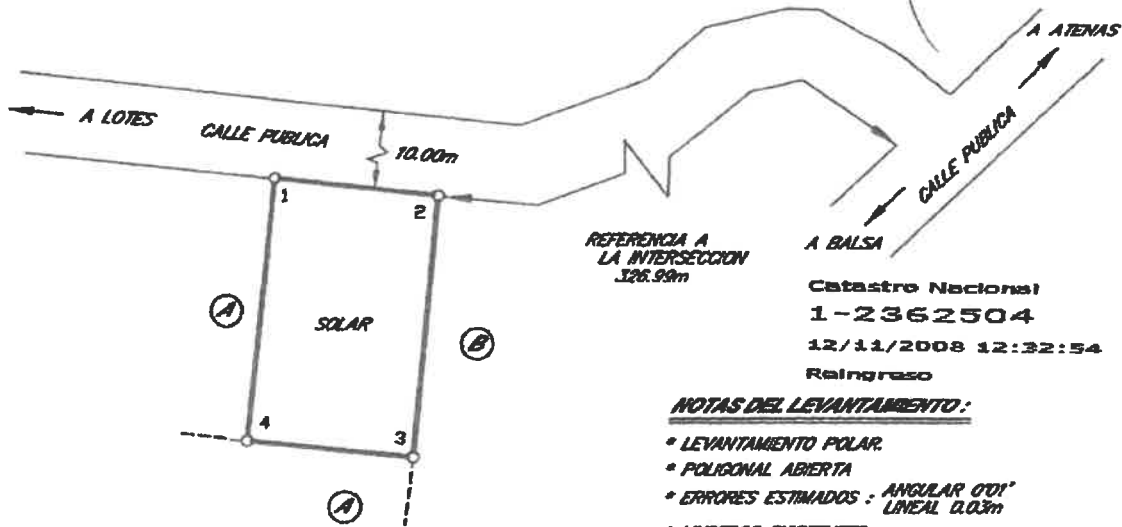 A ATENAS
A LOTES
CALLE PUBLICA
10.00m
CALLE PUBLICA
1
2
REFERENCIA A
LA INTERSECCION
326.99m
A BALSA
Catastro Nacional
1-2362504
12/11/2008 12:32:54
Reingreso
A
SOLAR
B
NOTAS DEL LEVANTAMIENTO:
4
3
* LEVANTAMIENTO POLAR.
* POLIGONAL ABIERTA
* ERRORES ESTIMADOS : ANGULAR 0°01'
LINEAL 0.03m
A